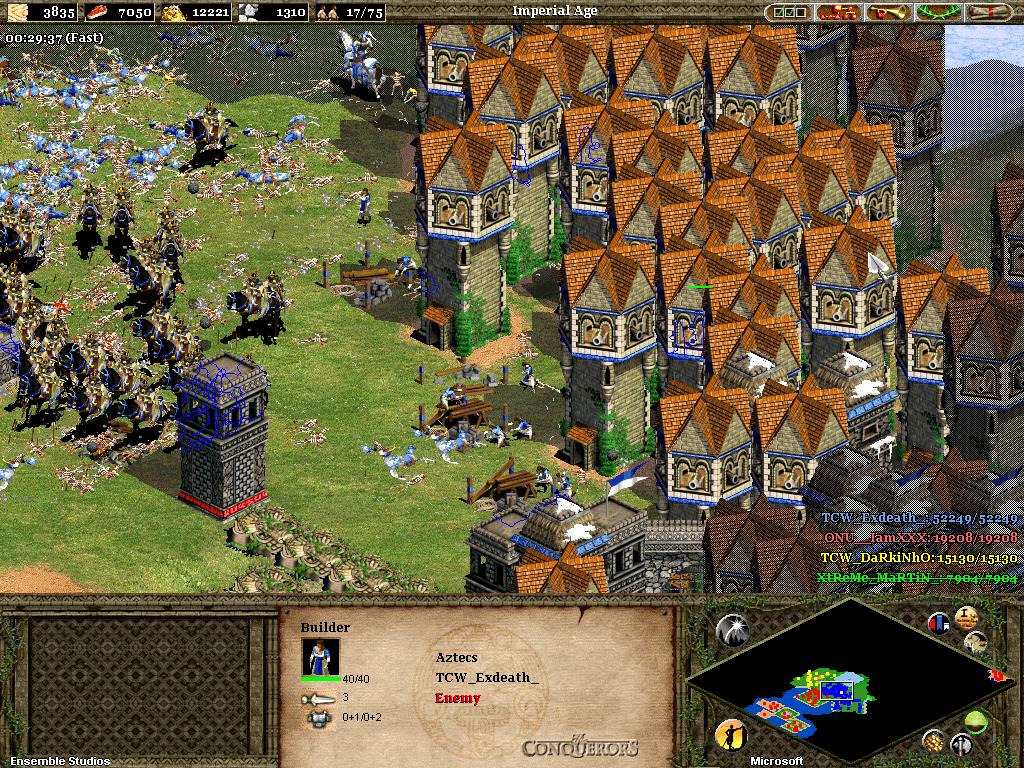 3835 7050 12221 1310 17/75 Imperial Age
00:29:37 (Fast)
TCW_Exdeath_: 52249/52249
ONU__IamXXX: 19208/19208
TCW_DaRkiNhO: 15130/15130
XtReMe_MaRTiN_: 7904/7904
Builder
40/40
3
0+1/0+2
Aztecs
TCW_Exdeath_
Enemy
The CONQUERORS
Ensemble Studios Microsoft